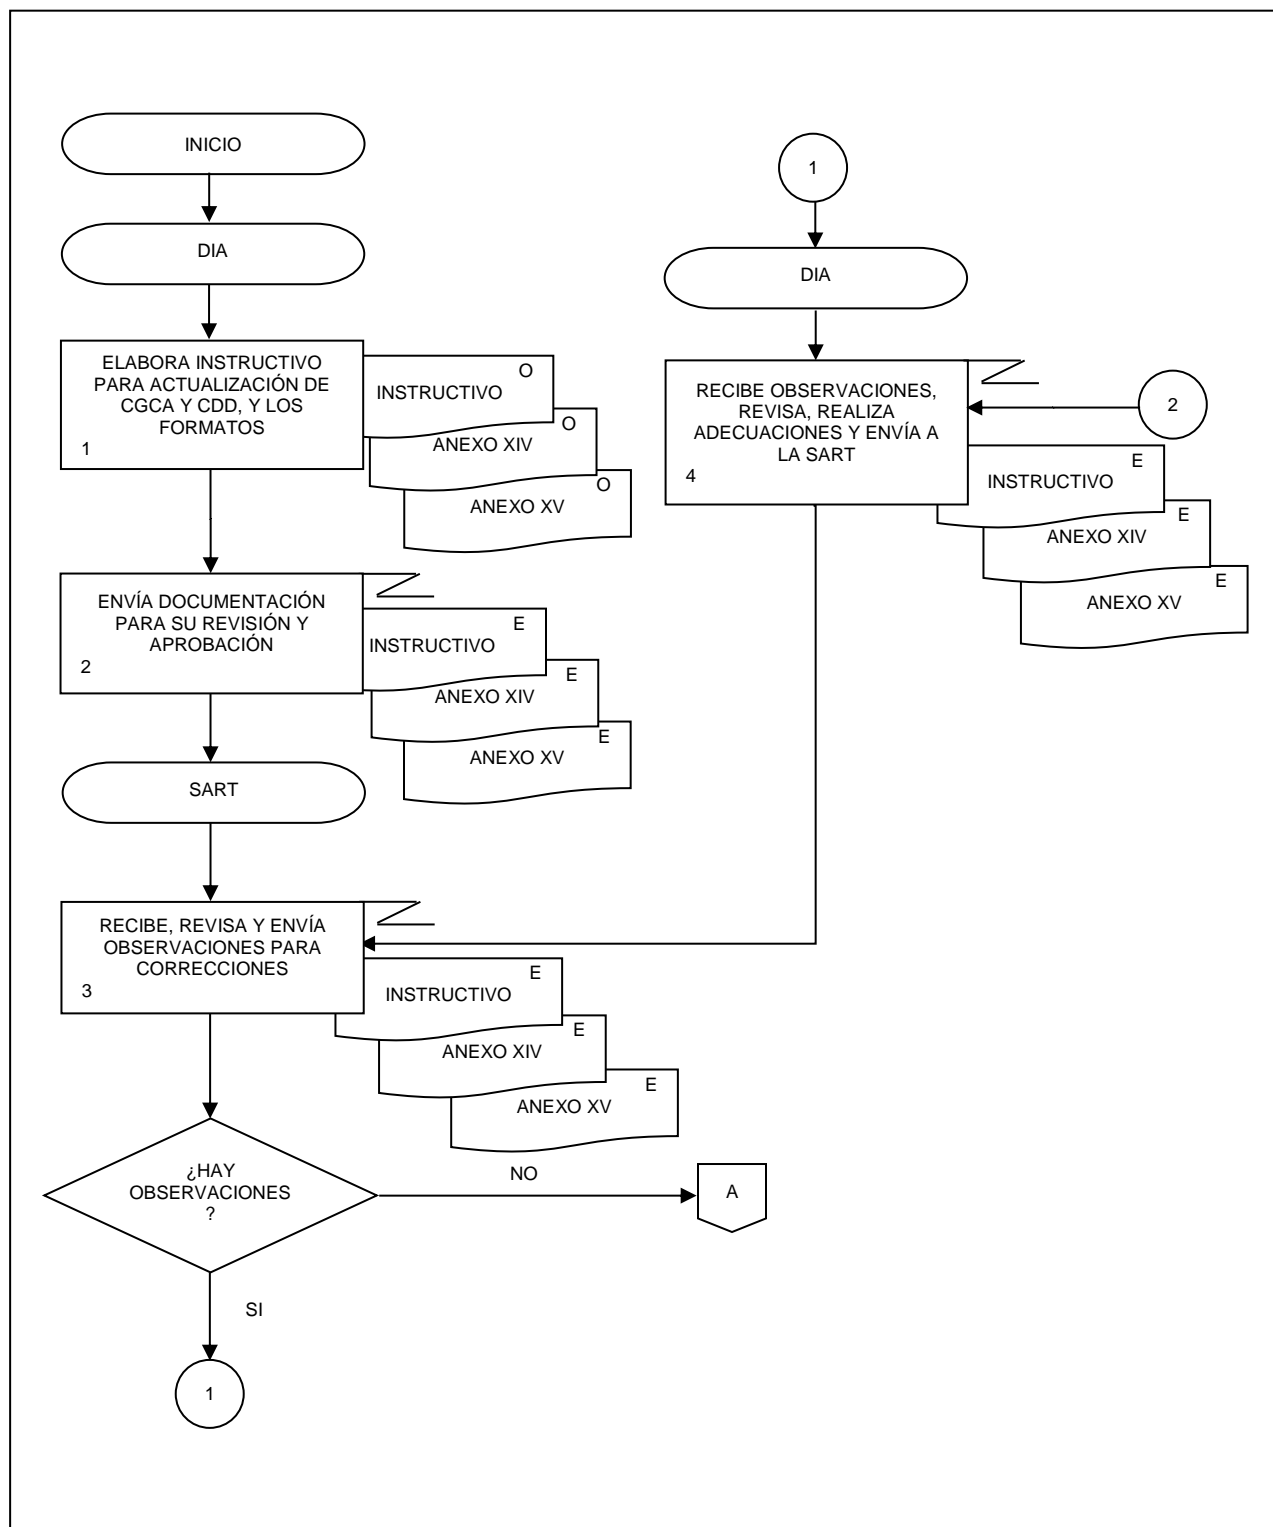 INICIO
DIA
ELABORA INSTRUCTIVO
PARA ACTUALIZACIÓN DE
CGCA Y CDD, Y LOS
FORMATOS
1
O
INSTRUCTIVO
O
ANEXO XIV
O
ANEXO XV
ENVÍA DOCUMENTACIÓN
PARA SU REVISIÓN Y
APROBACIÓN
2
E
INSTRUCTIVO
E
ANEXO XIV
E
ANEXO XV
SART
RECIBE, REVISA Y ENVÍA
OBSERVACIONES PARA
CORRECCIONES
3
E
INSTRUCTIVO
E
ANEXO XIV
E
ANEXO XV
¿HAY
OBSERVACIONES
?
NO
A
SI
1
1
DIA
RECIBE OBSERVACIONES,
REVISA, REALIZA
ADECUACIONES Y ENVÍA A
LA SART
4
2
E
INSTRUCTIVO
E
ANEXO XIV
E
ANEXO XV